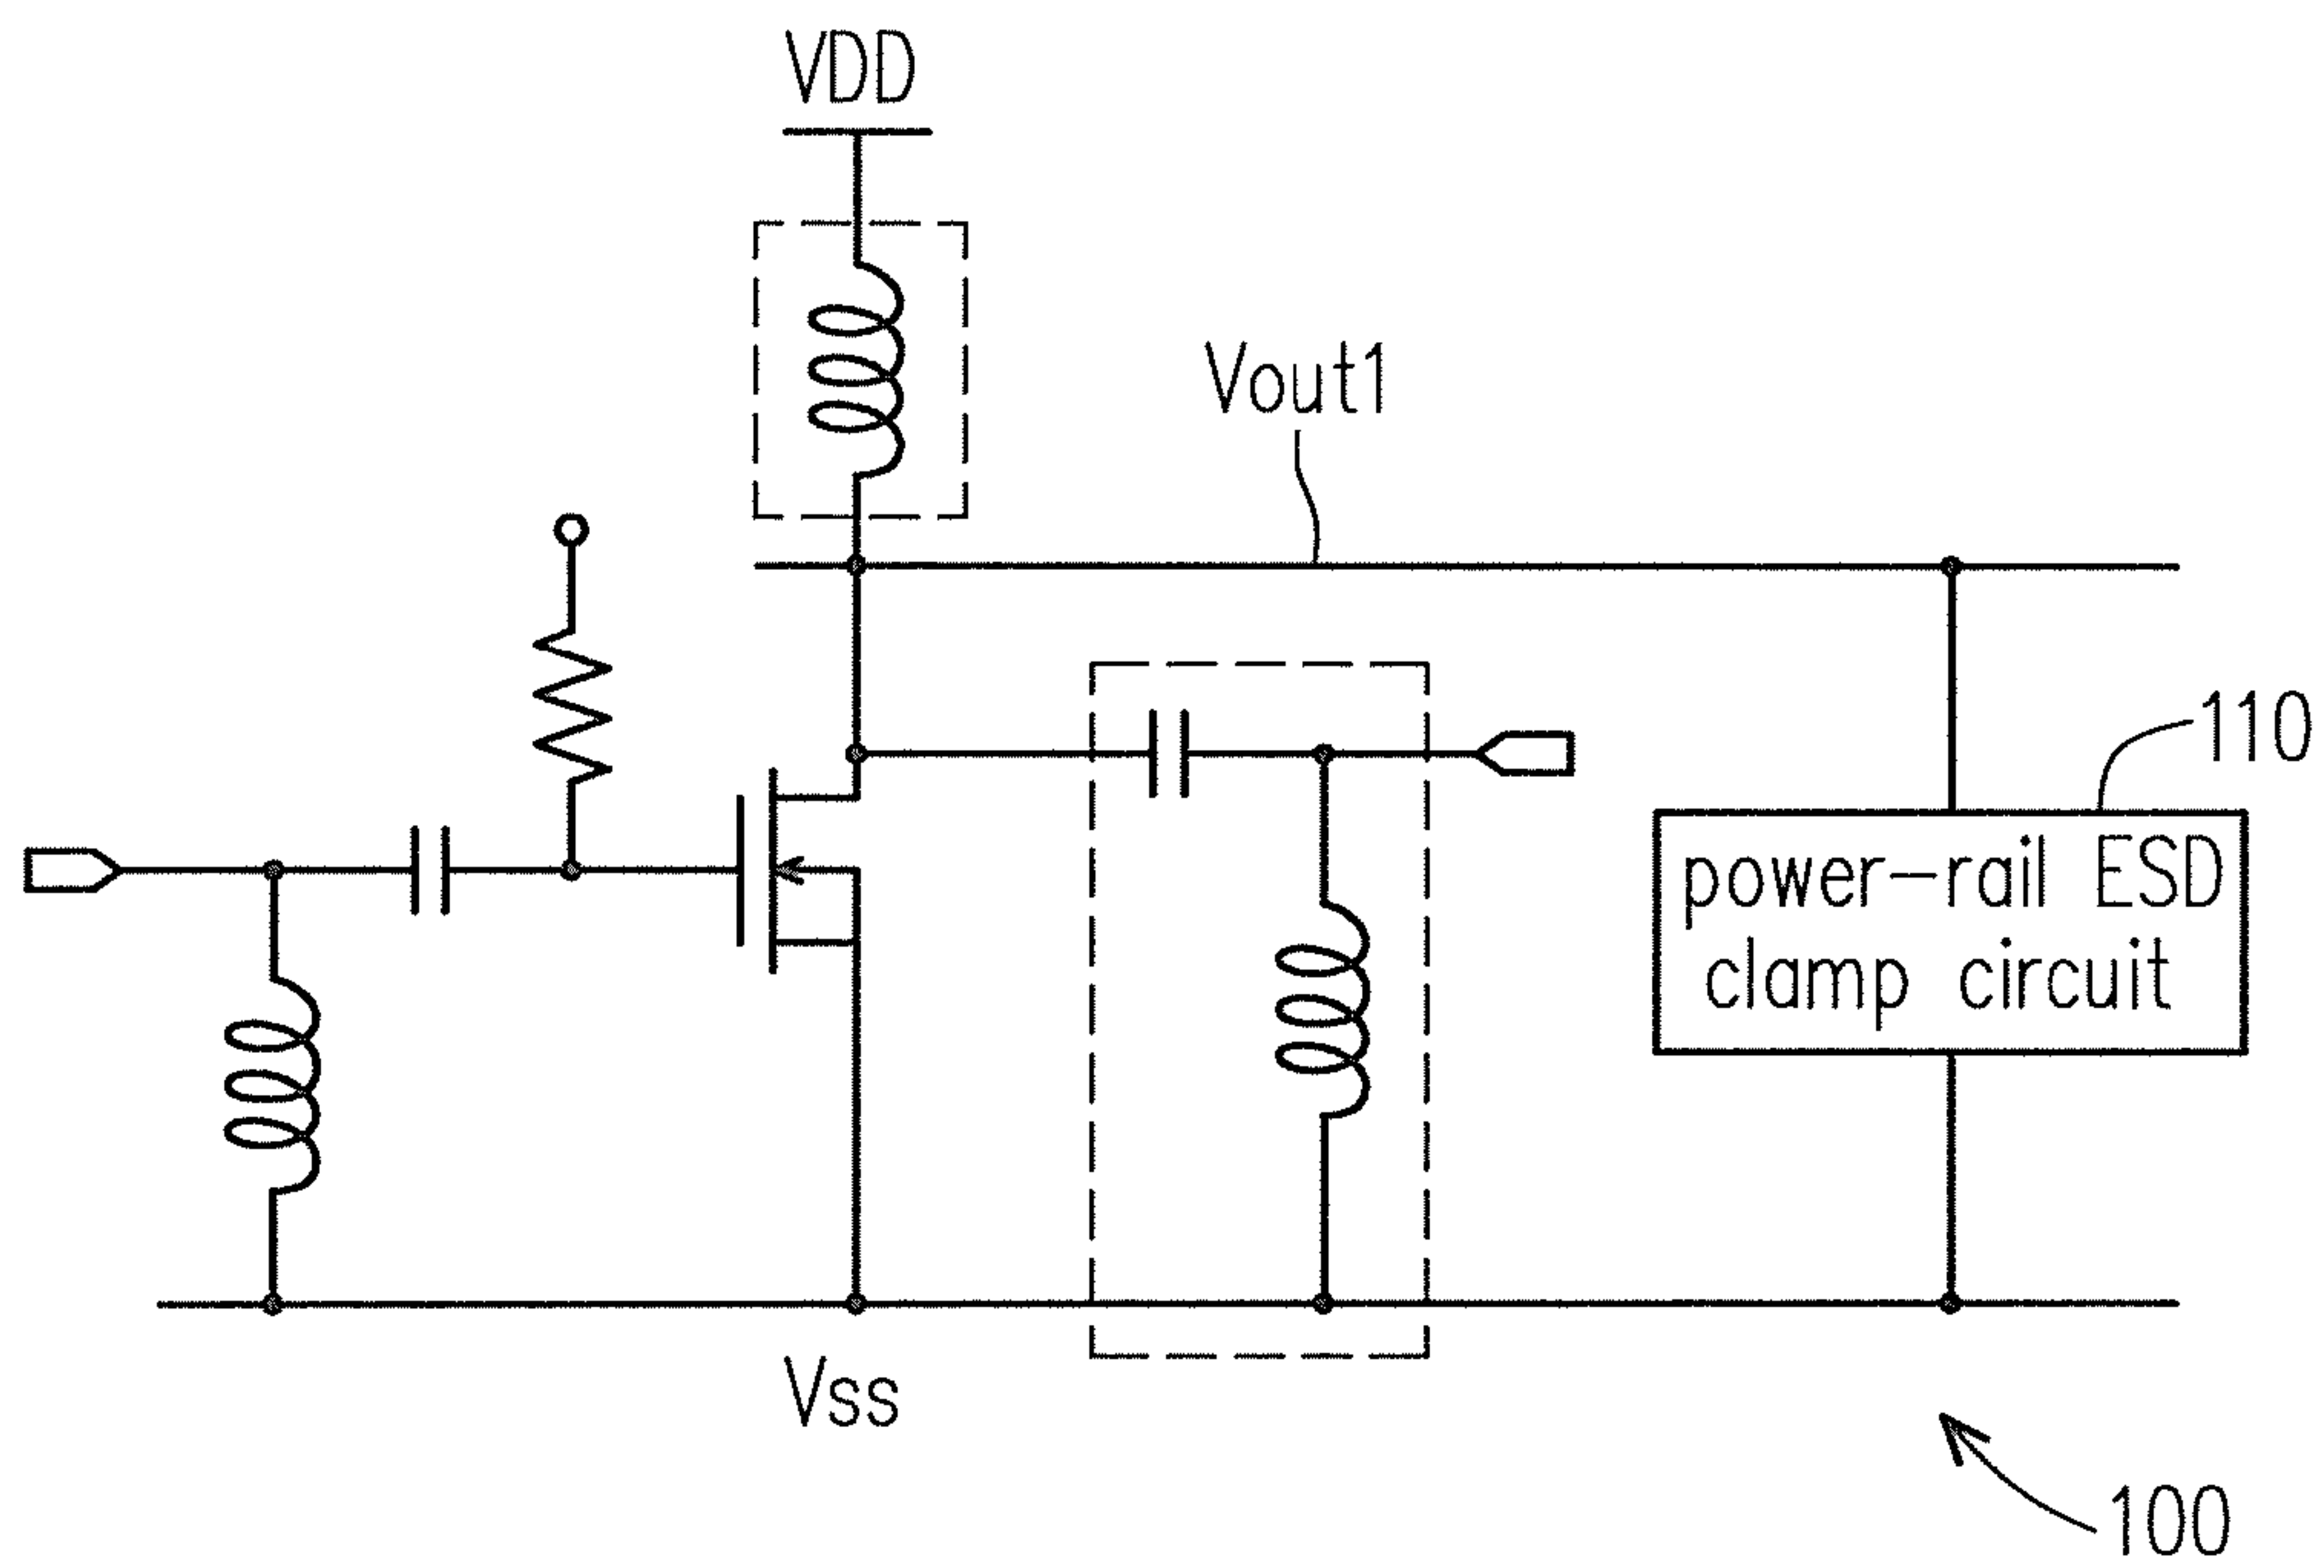 VDD
Vout1
110
power-rail ESD
clamp circuit
Vss
100